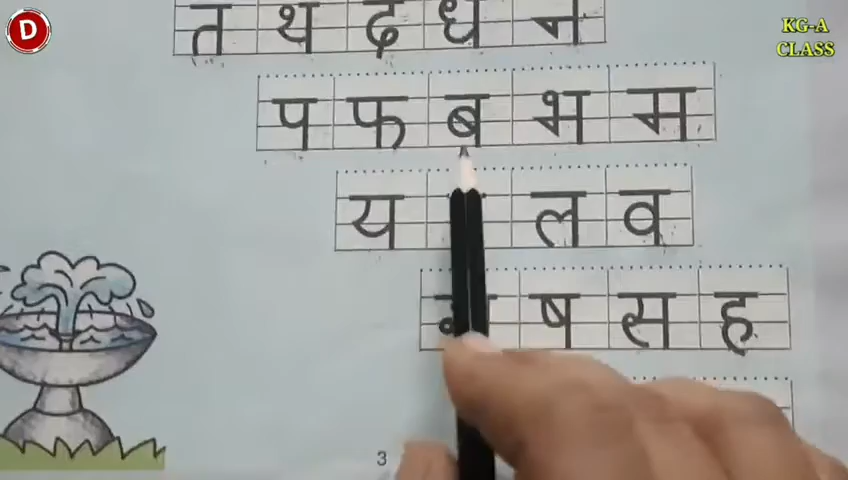 D
KG-A
CLASS
त थ द ध न
प फ ब भ म
य ल व
ष स ह
3